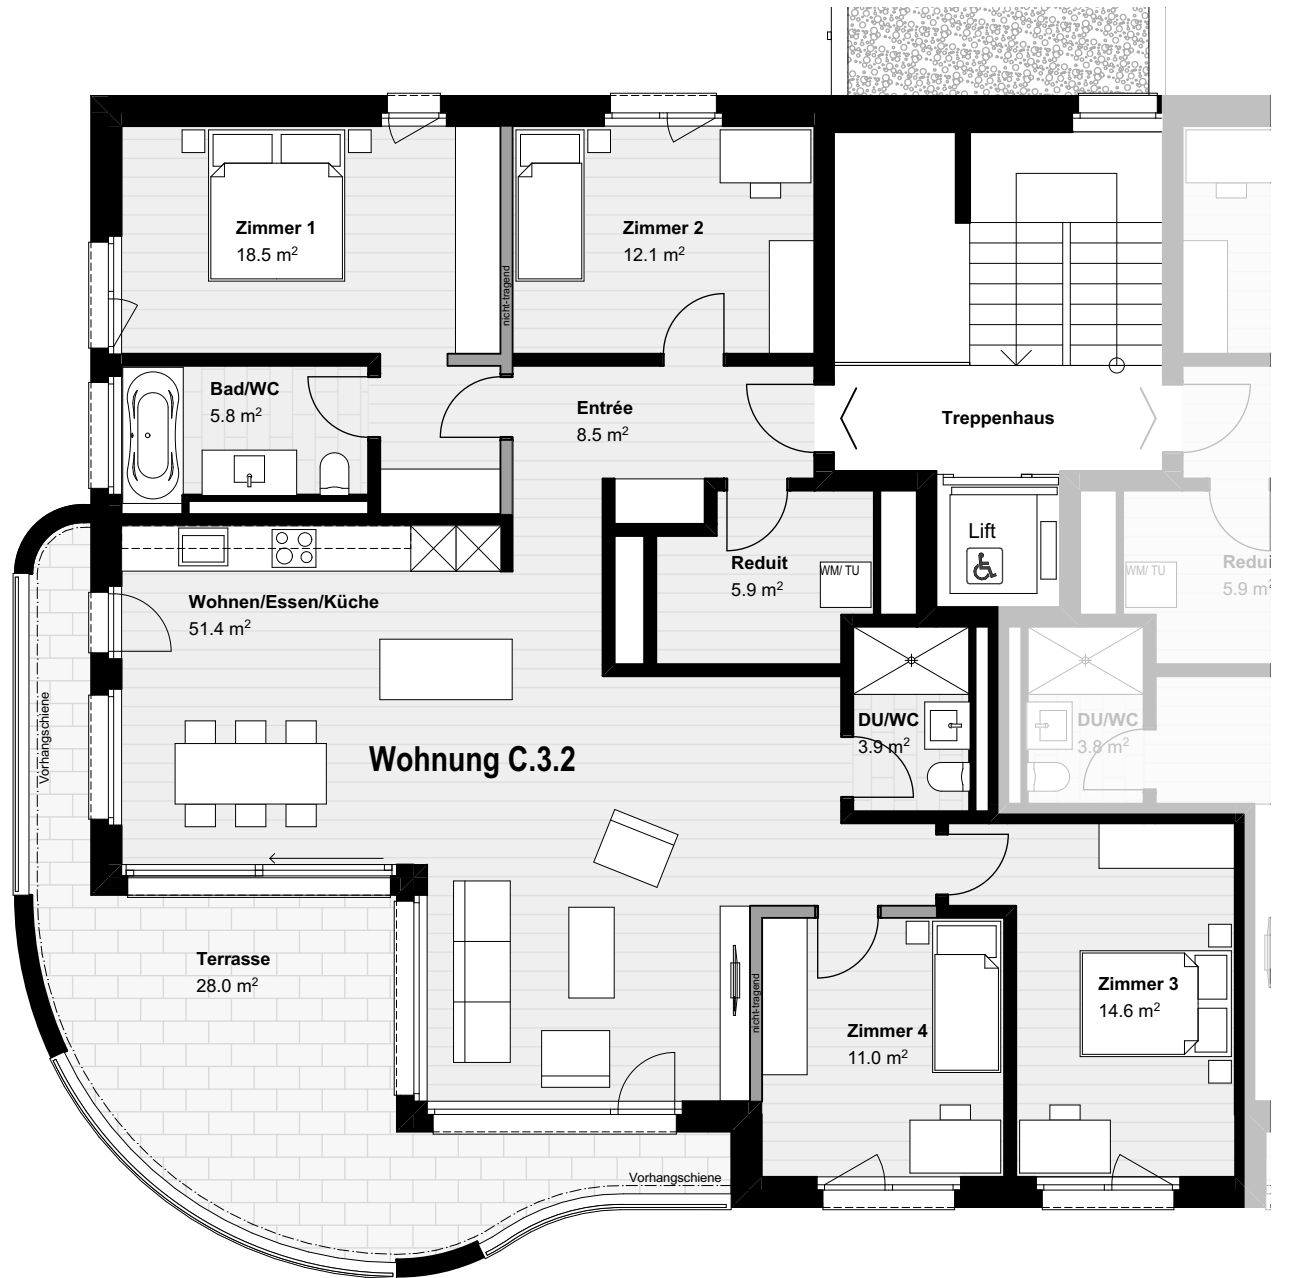 Zimmer 1
18.5 m²
Zimmer 2
12.1 m²
nicht-tragend
Bad/WC
5.8 m²
Entrée
8.5 m²
Treppenhaus
Lift
Reduit
5.9 m²
WM/ TU
WM/ TU
Redui
5.9 m²
Wohnen/Essen/Küche
51.4 m²
Vorhangschiene
DU/WC
3.9 m²
DU/WC
3.8 m²
Wohnung C.3.2
Terrasse
28.0 m²
nicht-tragend
Zimmer 4
11.0 m²
Zimmer 3
14.6 m²
Vorhangschiene